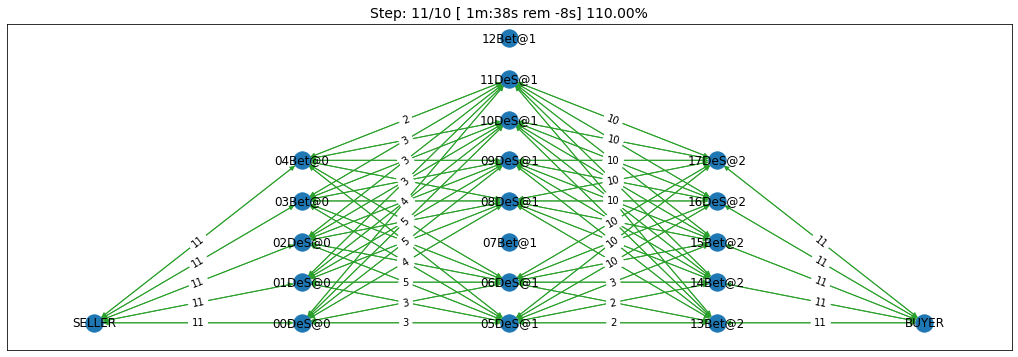 Step: 11/10 [ 1m:38s rem -8s] 110.00%
12Bet@1
11DeS@1
2
10
10DeS@1
3
10
04Bet@0
3
09DeS@1
10
17DeS@2
3
10
03Bet@0
4
08DeS@1
10
16DeS@2
5
10
11
02DeS@0
5
07Bet@1
10
15Bet@2
11
11
4
10
11
11
01DeS@0
5
06DeS@1
3
14Bet@2
11
11
3
2
11
SELLER
11
00DeS@0
3
05DeS@1
2
13Bet@2
11
BUYER